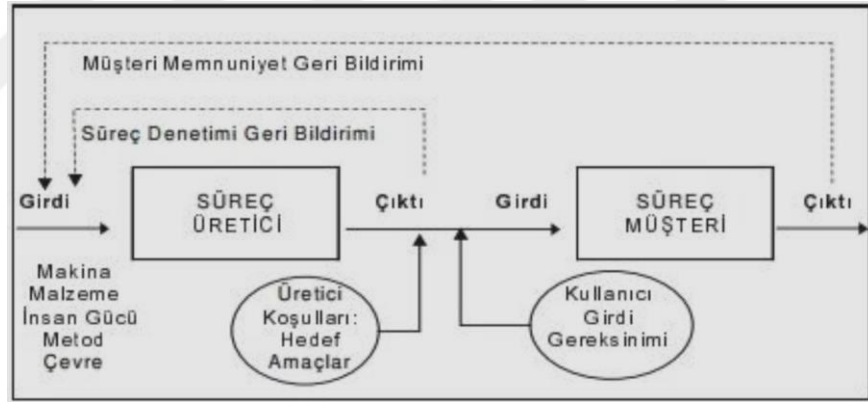 Müşteri Memnuniyet Geri Bildirimi
Süreç Denetimi Geri Bildirimi
Girdi
SÜREÇ
ÜRETİCİ
Çıktı
Girdi
SÜREÇ
MÜŞTERİ
Çıktı
Makina
Malzeme
İnsan Gücü
Metod
Çevre
Üretici
Koşulları:
Hedef
Amaçlar
Kullanıcı
Girdi
Gereksinimi